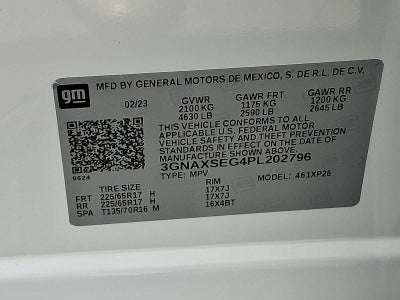 gm MFD BY GENERAL MOTORS DE MEXICO, S. DE R.L. DE C.V.
02/23 GVWR GAWR FRT GAWR RR
2100 KG 1175 KG 1200 KG
4630 LB 2590 LB 2645 LB
THIS VEHICLE CONFORMS TO ALL
APPLICABLE U.S. FEDERAL MOTOR
VEHICLE SAFETY AND THEFT PREVENTION
STANDARDS IN EFFECT ON THE DATE OF
MANUFACTURE SHOWN ABOVE.
3GNAXSEG4PL202796
8624 TYPE: MPV MODEL: 461XP26
TIRE SIZE RIM
FRT 225/65R17 H 17X7J
RR 225/65R17 H 17X7J
SPA T135/70R16 M 16X4BT